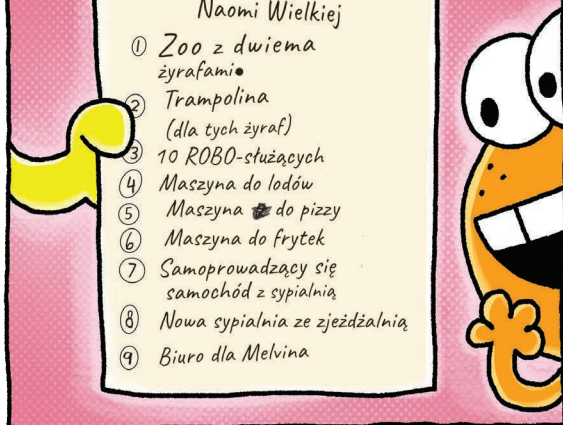 Naomi Wielkiej
① Zoo z dwiema
żyrafami•
② Trampolina
(dla tych żyraf)
③ 10 ROBO-służących
④ Maszyna do lodów
⑤ Maszyna do pizzy
⑥ Maszyna do frytek
⑦ Samoprowadzący się
samochód z sypialnią
⑧ Nowa sypialnia ze zjeżdżalnią
⑨ Biuro dla Melvina